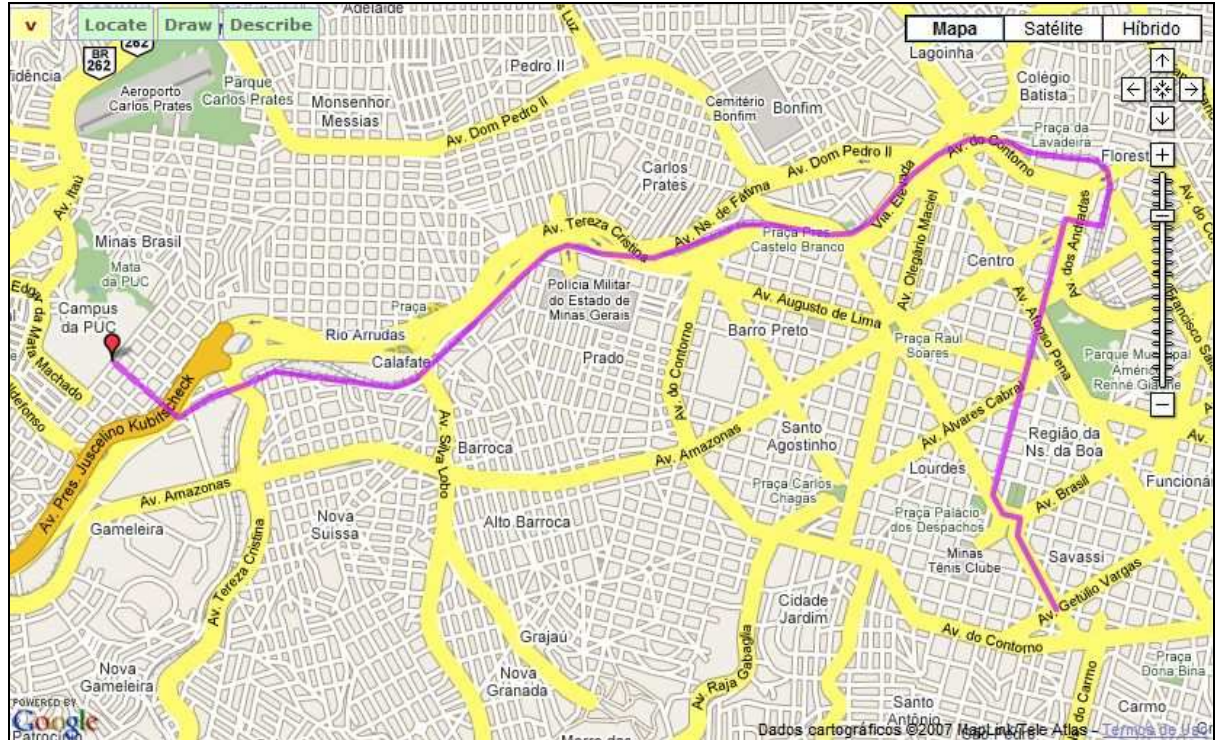 v
Locate
Draw
Describe
Adelaide
Mapa
Satélite
Híbrido
262
BR
262
Lagoinha
Pedro II
Colégio
Batista
Aeroporto
Carlos Prates
Parque
Carlos Prates
Monsenhor
Messias
Av. Dom Pedro II
Cemitério
Bonfim
Bonfim
Praça da
Lavadeira
Av. do Contorno
Av. Dom Pedro II
Carlos
Prates
Av. Itaú
Via. Elevada
Av. Ns. de Fátima
Av. Tereza Cristina
Praça Pres.
Castelo Branco
Av. Olegário Maciel
Av. dos Andradas
Minas Brasil
Mata
da PUC
Centro
Campus
da PUC
Polícia Militar
do Estado de
Minas Gerais
Av. Augusto de Lima
Praça
Rio Arrudas
Calafate
Barro Preto
Praça Raul
Soares
Av. Afonso Pena
Prado
Av. do Contorno
Av. Álvares Cabral
Av. Pres. Juscelino Kubitscheck
Av. Silva Lobo
Santo
Agostinho
Região da
Ns. da Boa
Barroca
Av. Amazonas
Lourdes
Av. Amazonas
Praça Carlos
Chagas
Av. Brasil
Gameleira
Nova
Suissa
Alto Barroca
Praça Palácio
dos Despachos
Av. Tereza Cristina
Minas
Tênis Clube
Savassi
Av. Getúlio Vargas
Cidade
Jardim
Grajaú
Av. do Contorno
Av. Raja Gabaglia
Nova
Gameleira
Nova
Granada
Praça
Dona Bina
Santo
Antônio
Carmo
POWERED BY
Google
Dados cartográficos ©2007 MapLink/Tele Atlas - Termos de Uso